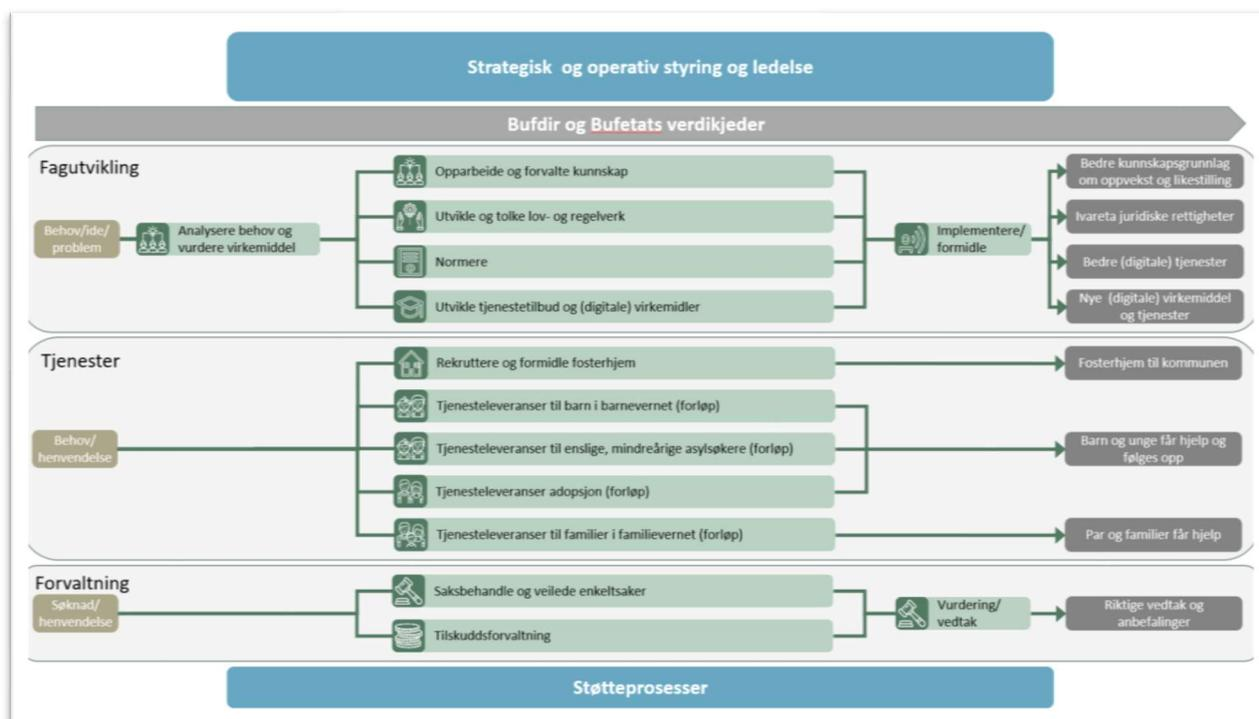 Strategisk og operativ styring og ledelse
Bufdir og Bufetats verdikjeder
Fagutvikling
Behov/ide/
problem
Analysere behov og
vurdere virkemiddel
Opparbeide og forvalte kunnskap
Utvikle og tolke lov- og regelverk
Normere
Utvikle tjenestetilbud og (digitale) virkemidler
Implementere/
formidle
Bedre kunnskapsgrunnlag
om oppvekst og likestilling
Ivareta juridiske rettigheter
Bedre (digitale) tjenester
Nye (digitale) virkemiddel
og tjenester
Tjenester
Behov/
henvendelse
Rekruttere og formidle fosterhjem
Tjenesteleveranser til barn i barnevernet (forløp)
Tjenesteleveranser til enslige, mindreårige asylsøkere (forløp)
Tjenesteleveranser adopsjon (forløp)
Tjenesteleveranser til familier i familievernet (forløp)
Fosterhjem til kommunen
Barn og unge får hjelp og
følges opp
Par og familier får hjelp
Forvaltning
Søknad/
henvendelse
Saksbehandle og veilede enkeltsaker
Tilskuddsforvaltning
Vurdering/
vedtak
Riktige vedtak og
anbefalinger
Støtteprosesser